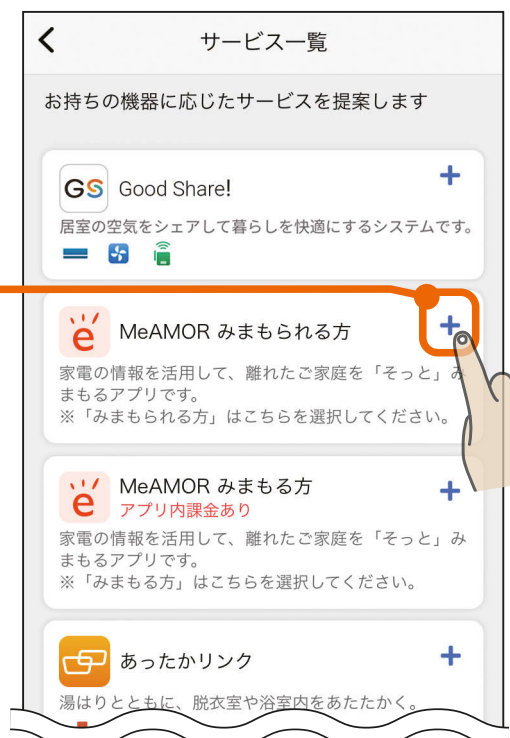 サービス一覧
お持ちの機器に応じたサービスを提案します
GS Good Share!
居室の空気をシェアして暮らしを快適にするシステムです。
MeAMOR みまもられる方
家電の情報を活用して、離れたご家庭を「そっと」み
まもるアプリです。
※「みまもられる方」はこちらを選択してください。
MeAMOR みまもる方
アプリ内課金あり
家電の情報を活用して、離れたご家庭を「そっと」み
まもるアプリです。
※「みまもる方」はこちらを選択してください。
あったかリンク
湯はりとともに、脱衣室や浴室内をあたたかく。